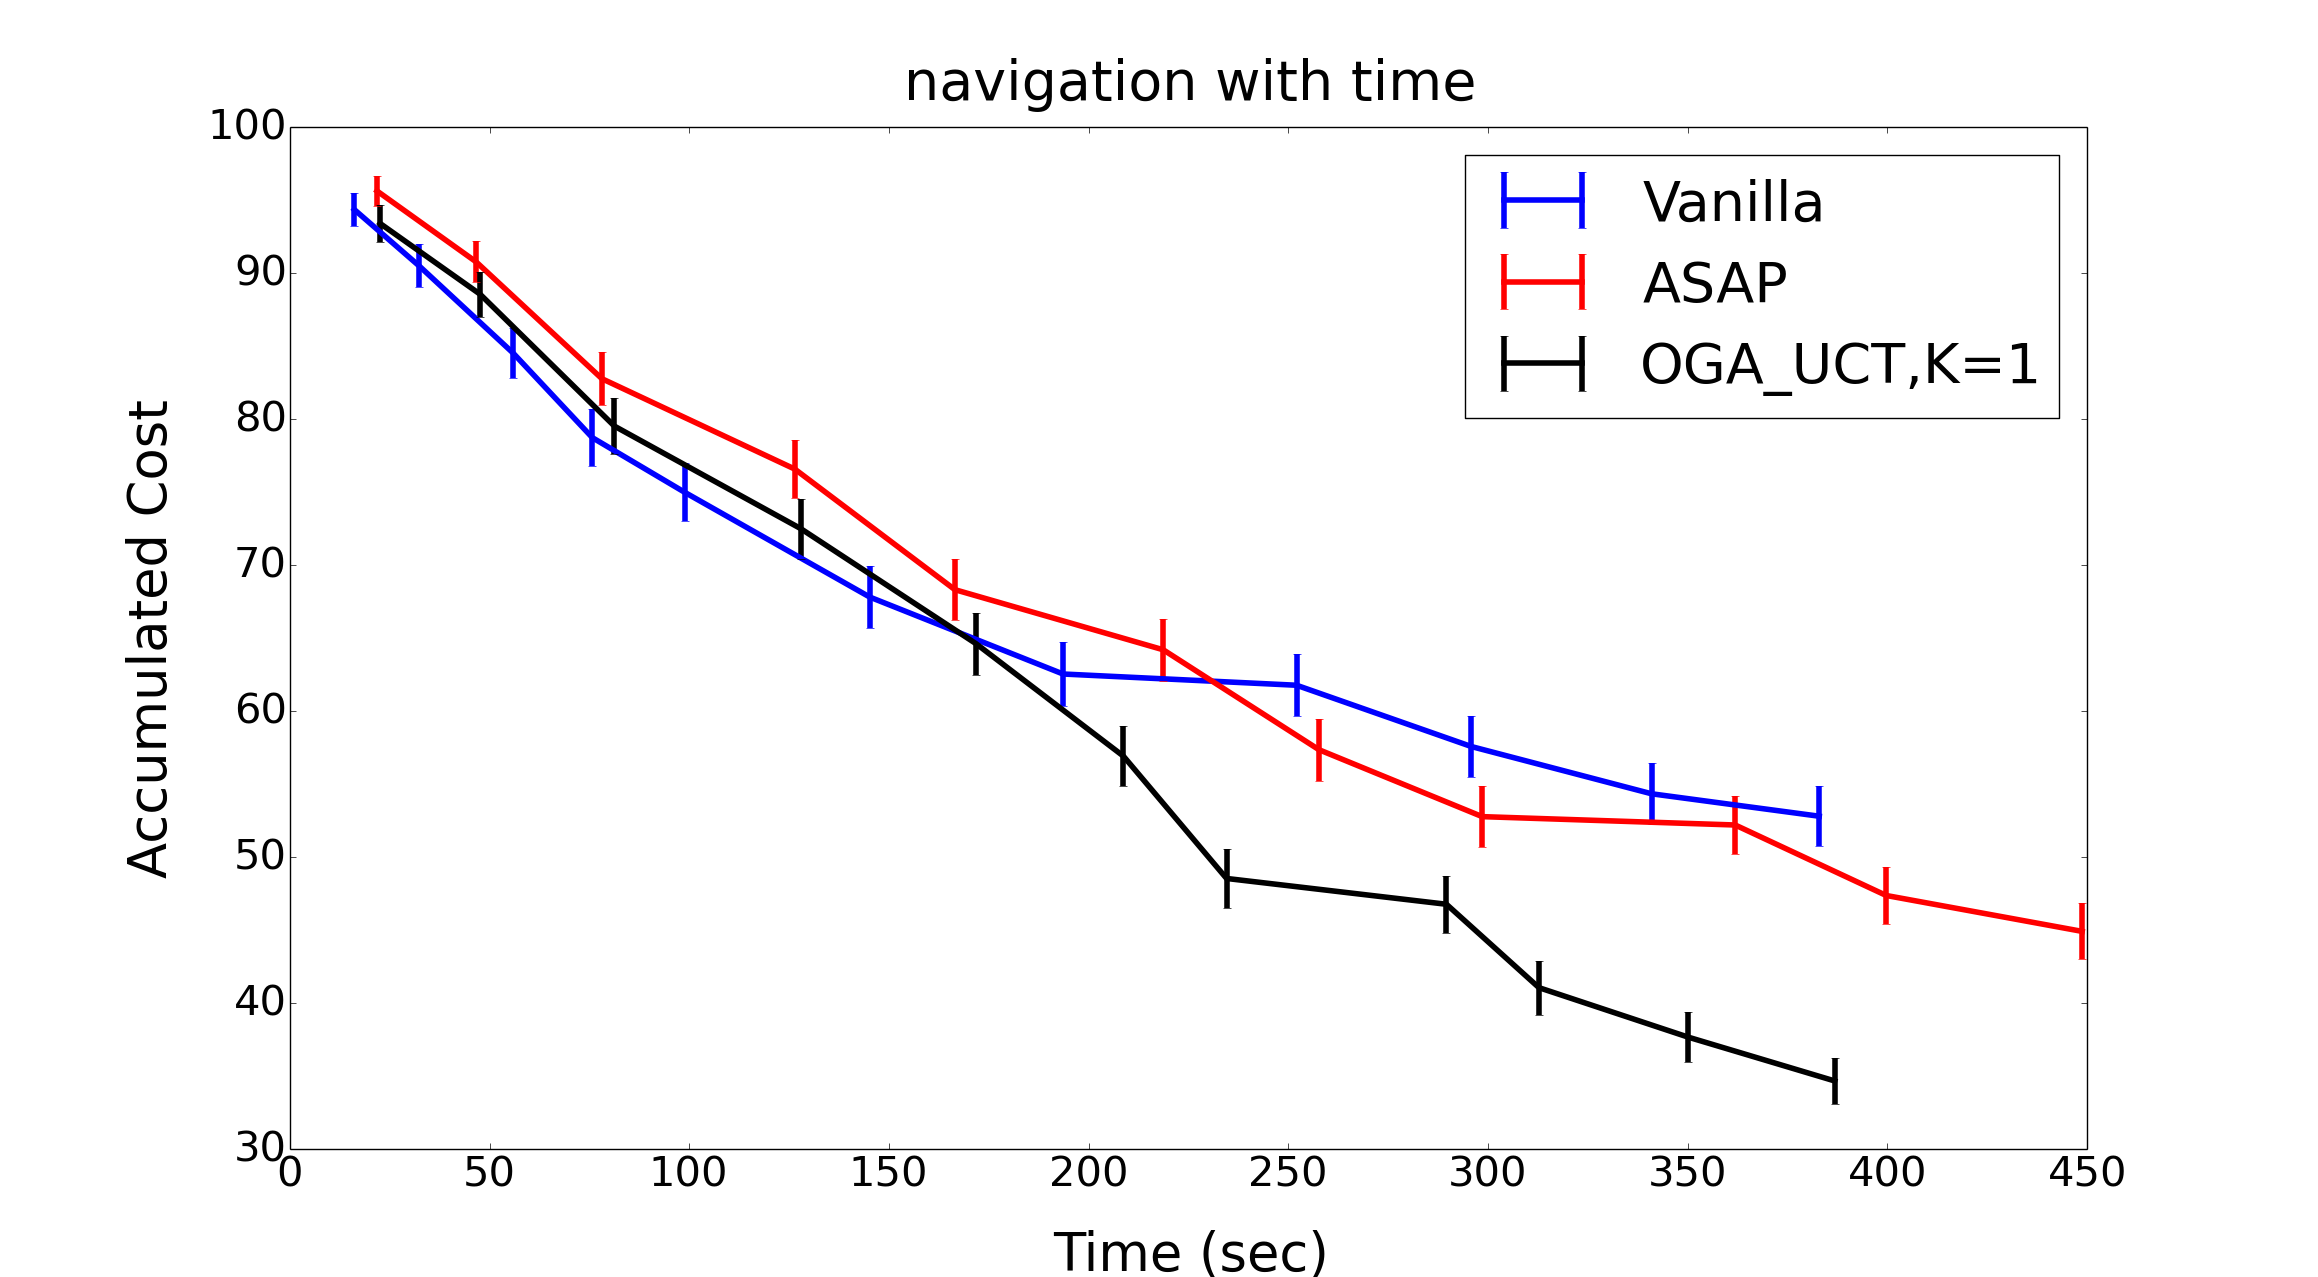 navigation with time
100
90
80
70
60
50
40
30
Accumulated Cost
Vanilla
ASAP
OGA_UCT,K=1
0 50 100 150 200 250 300 350 400 450
Time (sec)